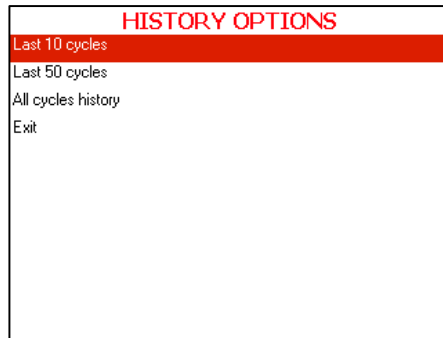 HISTORY OPTIONS
Last 10 cycles
Last 50 cycles
All cycles history
Exit